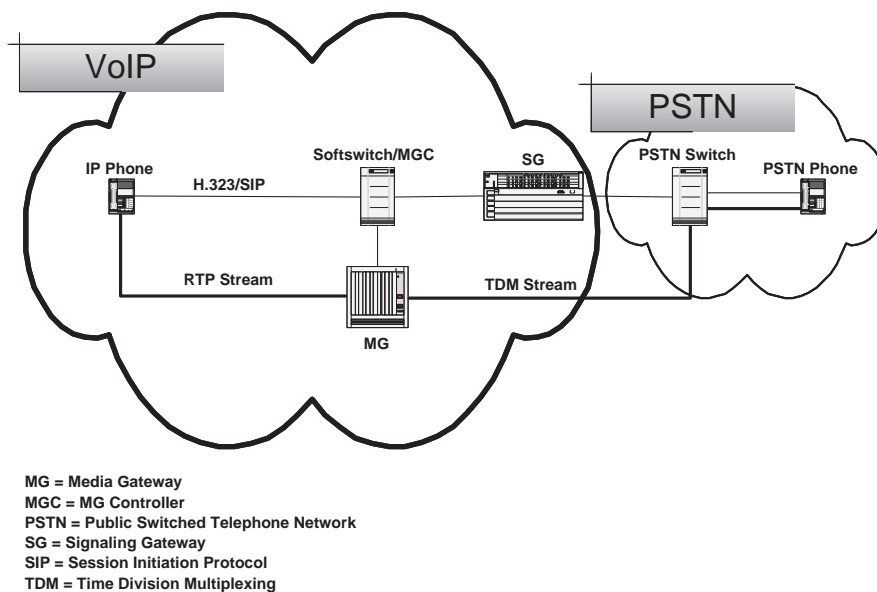 VoIP
PSTN
Softswitch/MGC
SG
PSTN Switch
PSTN Phone
IP Phone
H.323/SIP
RTP Stream
TDM Stream
MG
MG = Media Gateway
MGC = MG Controller
PSTN = Public Switched Telephone Network
SG = Signaling Gateway
SIP = Session Initiation Protocol
TDM = Time Division Multiplexing